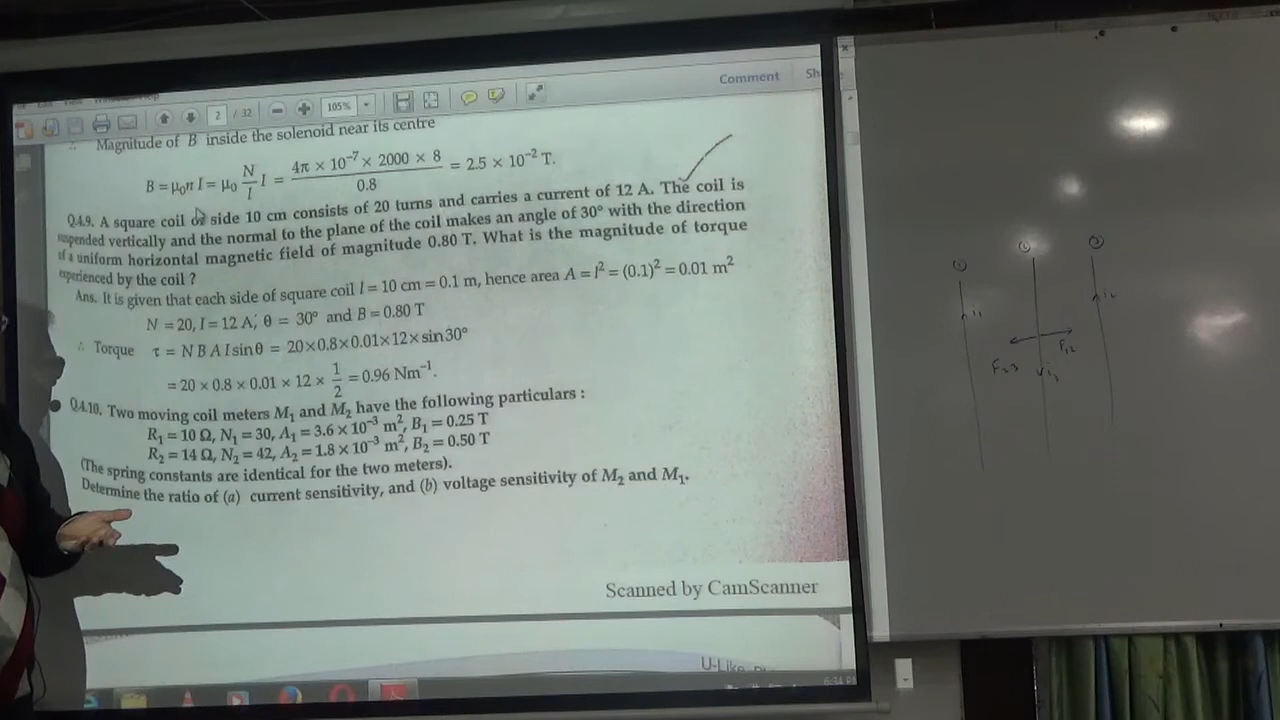 Comment
2 / 32
105%
∴ Magnitude of B inside the solenoid near its centre
B = μ₀n I = μ₀ N/l I = 4π × 10⁻⁷ × 2000 × 8 / 0.8 = 2.5 × 10⁻² T.
Q.4.9. A square coil of side 10 cm consists of 20 turns and carries a current of 12 A. The coil is
suspended vertically and the normal to the plane of the coil makes an angle of 30° with the direction
of a uniform horizontal magnetic field of magnitude 0.80 T. What is the magnitude of torque
experienced by the coil ?
Ans. It is given that each side of square coil l = 10 cm = 0.1 m, hence area A = l² = (0.1)² = 0.01 m²
N = 20, I = 12 A, θ = 30° and B = 0.80 T
∴ Torque τ = N B A I sin θ = 20×0.8×0.01×12×sin30°
= 20 × 0.8 × 0.01 × 12 × 1/2 = 0.96 Nm⁻¹.
Q.4.10. Two moving coil meters M₁ and M₂ have the following particulars :
R₁ = 10 Ω, N₁ = 30, A₁ = 3.6 × 10⁻³ m², B₁ = 0.25 T
R₂ = 14 Ω, N₂ = 42, A₂ = 1.8 × 10⁻³ m², B₂ = 0.50 T
(The spring constants are identical for the two meters).
Determine the ratio of (a) current sensitivity, and (b) voltage sensitivity of M₂ and M₁.
Scanned by CamScanner
U-Like
6:34 P
i₁
F₁₂